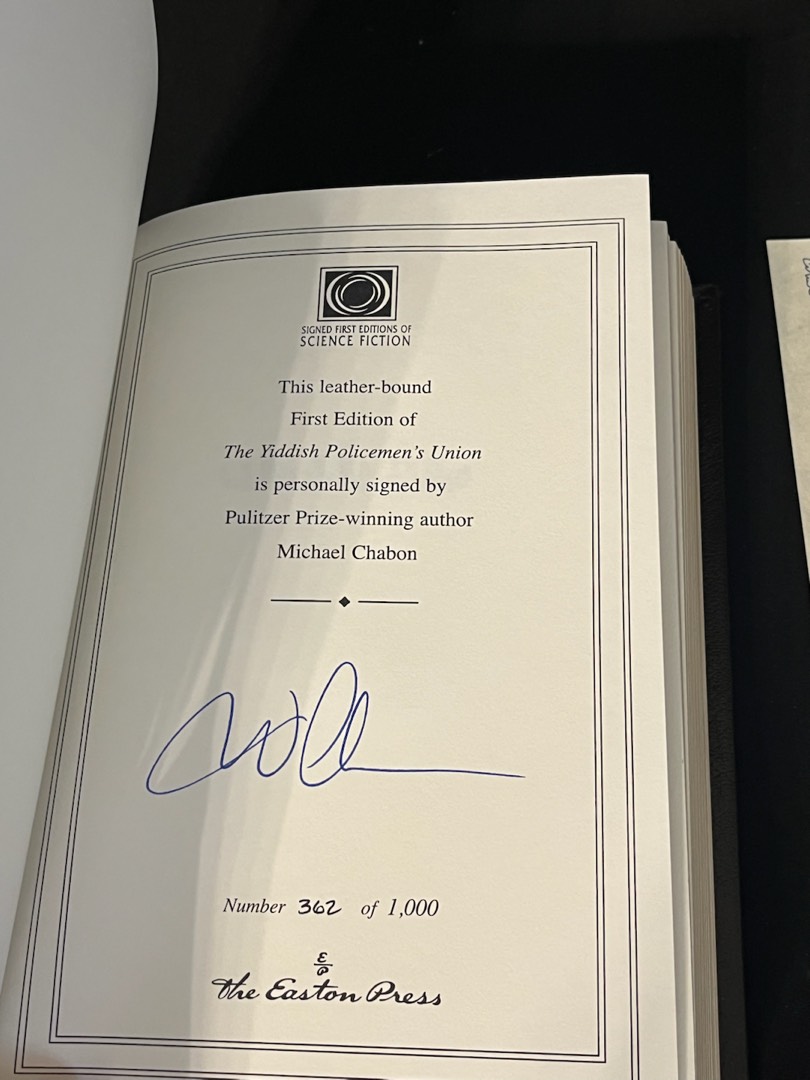 SIGNED FIRST EDITIONS OF
SCIENCE FICTION
This leather-bound
First Edition of
The Yiddish Policemen's Union
is personally signed by
Pulitzer Prize-winning author
Michael Chabon
Number 362 of 1,000
The Easton Press